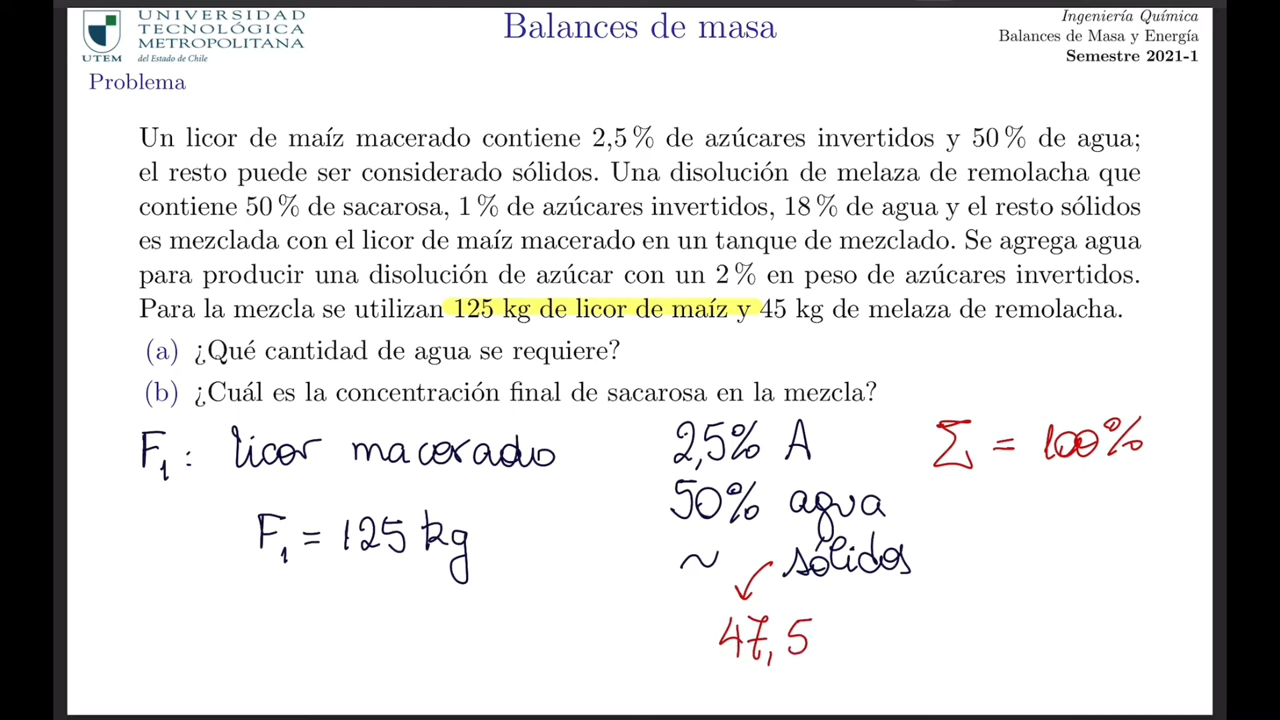 UNIVERSIDAD
TECNOLÓGICA
METROPOLITANA
UTEM del Estado de Chile
Balances de masa
Ingeniería Química
Balances de Masa y Energía
Semestre 2021-1
Problema
Un licor de maíz macerado contiene 2,5 % de azúcares invertidos y 50 % de agua;
el resto puede ser considerado sólidos. Una disolución de melaza de remolacha que
contiene 50 % de sacarosa, 1 % de azúcares invertidos, 18 % de agua y el resto sólidos
es mezclada con el licor de maíz macerado en un tanque de mezclado. Se agrega agua
para producir una disolución de azúcar con un 2 % en peso de azúcares invertidos.
Para la mezcla se utilizan 125 kg de licor de maíz y 45 kg de melaza de remolacha.
(a) ¿Qué cantidad de agua se requiere?
(b) ¿Cuál es la concentración final de sacarosa en la mezcla?
F₁ : licor macerado 2,5% A Σ = 100%
50% agua
F₁ = 125 kg
~ sólidos
47,5